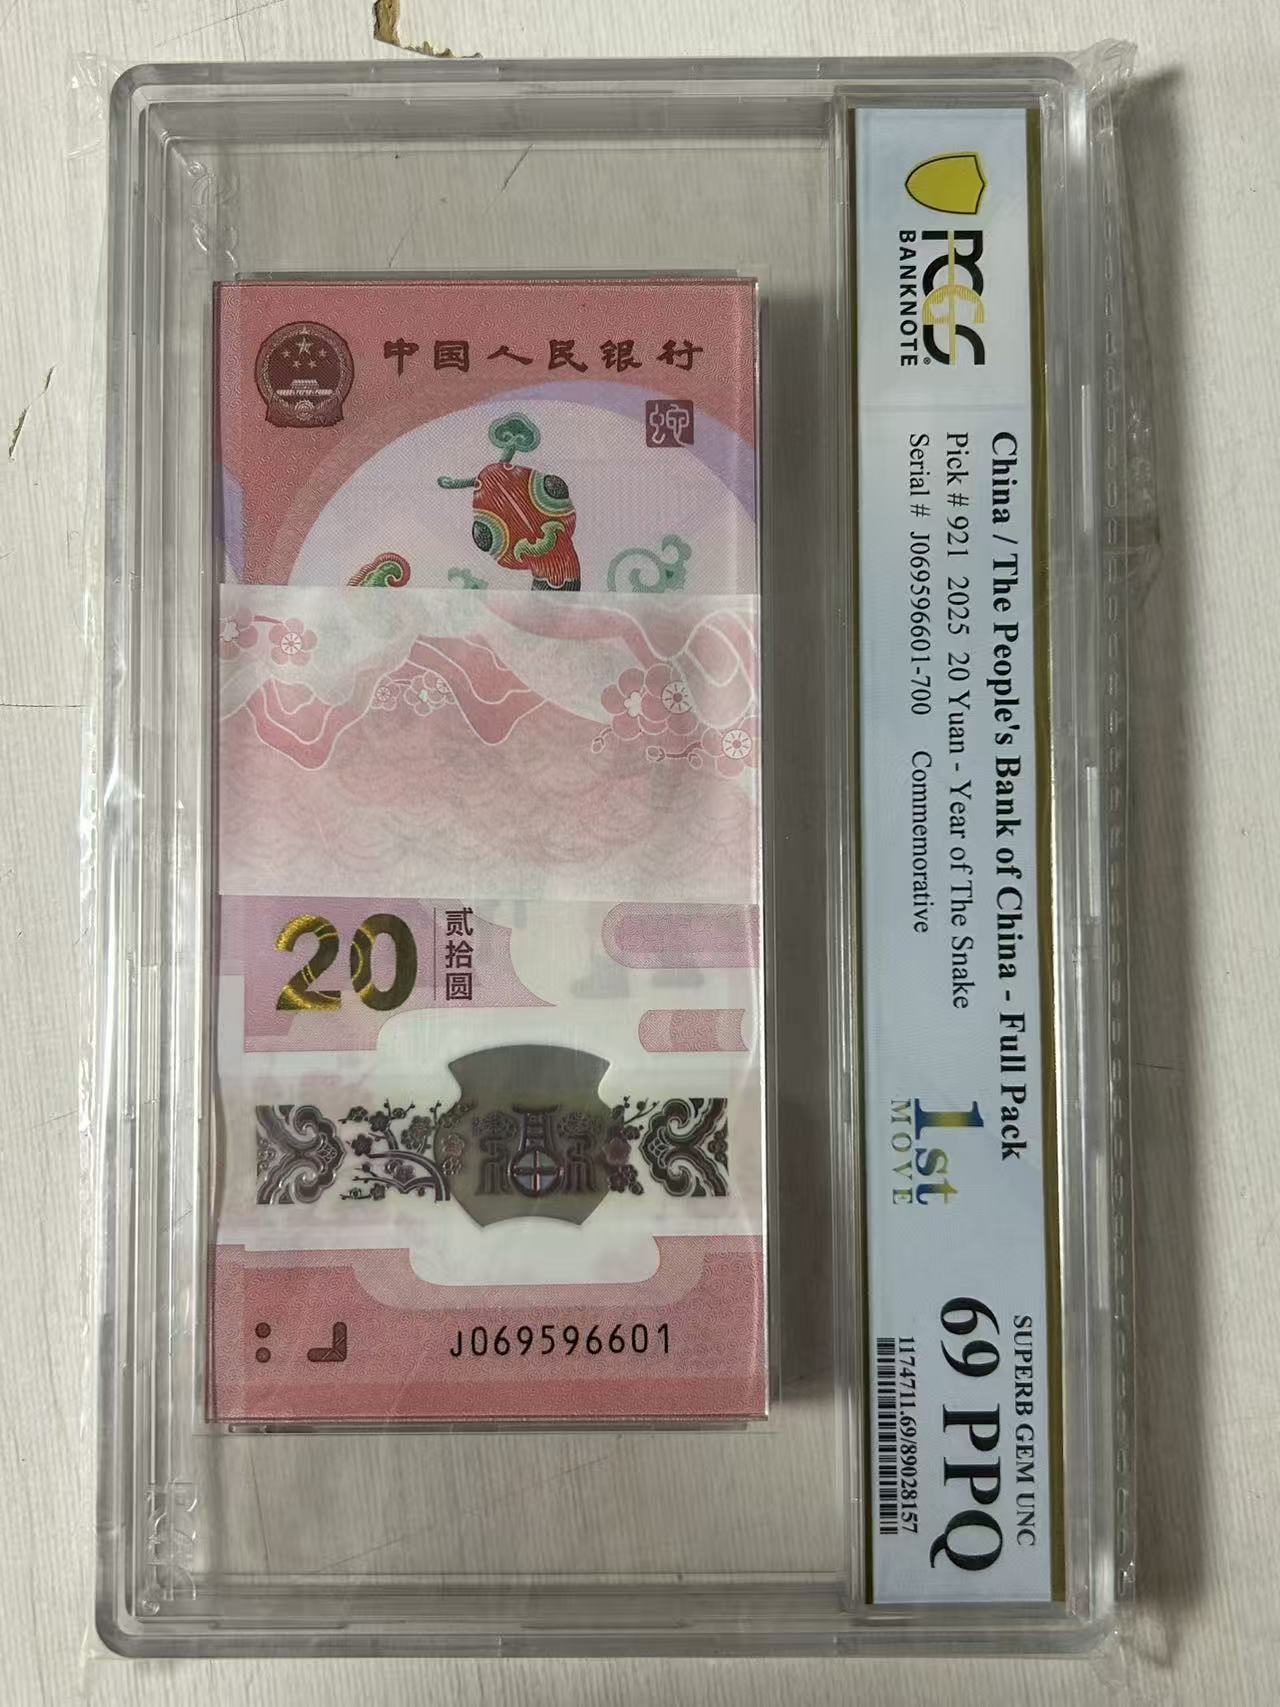 中国人民银行
蛇
20
贰拾圆
J069596601
PCGS
BANKNOTE
China / The People's Bank of China - Full Pack
Pick # 921 2025 20 Yuan - Year of The Snake
Serial # J069596601-700 Commemorative
1st
MOVE
SUPERB GEM UNC
69 PPQ
1174711.69/89028157